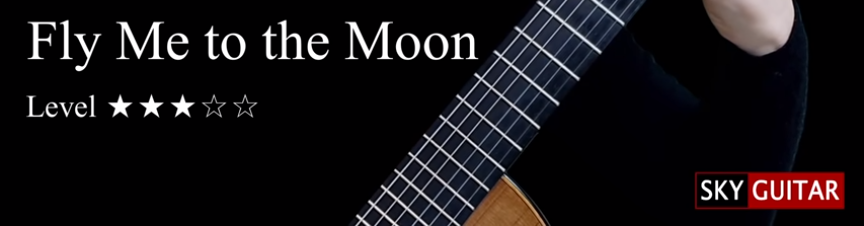 Fly Me to the Moon
Level ★★★☆☆
SKY GUITAR